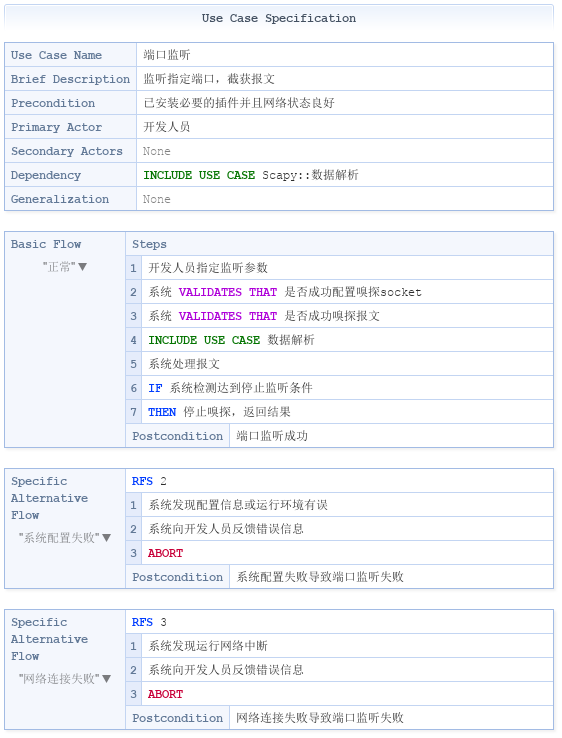 Use Case Specification
Use Case Name 端口监听
Brief Description 监听指定端口, 截获报文
Precondition 已安装必要的插件并且网络状态良好
Primary Actor 开发人员
Secondary Actors None
Dependency INCLUDE USE CASE Scapy::数据解析
Generalization None
Basic Flow Steps
"正常"▼
1 开发人员指定监听参数
2 系统 VALIDATES THAT 是否成功配置嗅探socket
3 系统 VALIDATES THAT 是否成功嗅探报文
4 INCLUDE USE CASE 数据解析
5 系统处理报文
6 IF 系统检测达到停止监听条件
7 THEN 停止嗅探, 返回结果
Postcondition 端口监听成功
Specific Alternative Flow RFS 2
"系统配置失败"▼
1 系统发现配置信息或运行环境有误
2 系统向开发人员反馈错误信息
3 ABORT
Postcondition 系统配置失败导致端口监听失败
Specific Alternative Flow RFS 3
"网络连接失败"▼
1 系统发现运行网络中断
2 系统向开发人员反馈错误信息
3 ABORT
Postcondition 网络连接失败导致端口监听失败